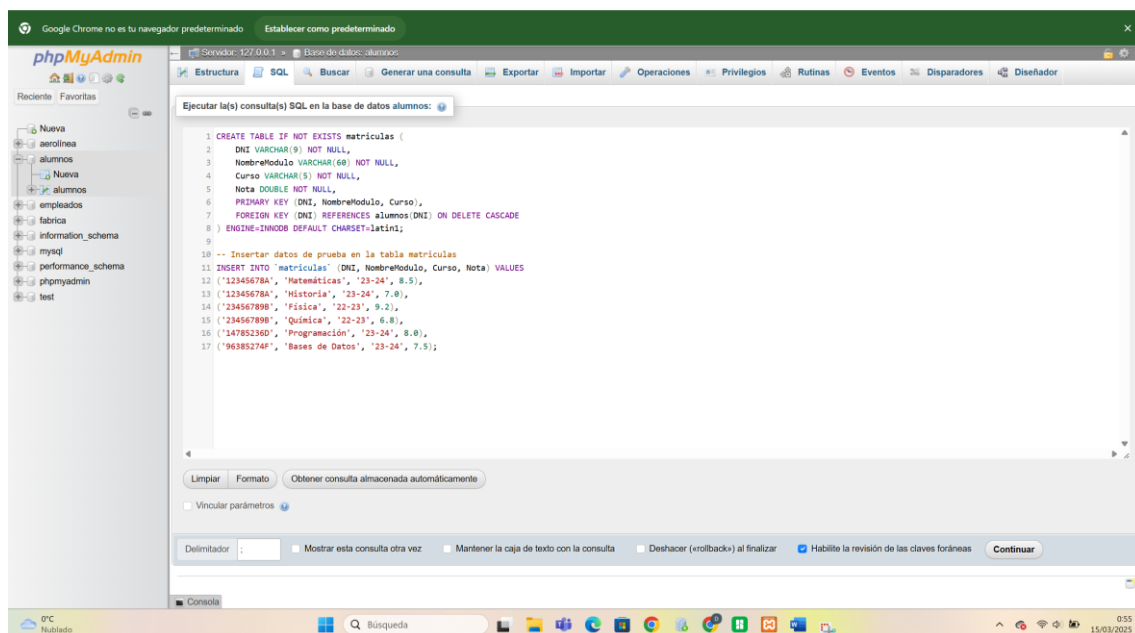 Google Chrome no es tu navegador predeterminado Establecer como predeterminado
phpMyAdmin
Reciente Favoritas
Nueva
aerolínea
alumnos
Nueva
alumnos
empleados
fabrica
information_schema
mysql
performance_schema
phpmyadmin
test
Servidor: 127.0.0.1 » Base de datos: alumnos
Estructura SQL Buscar Generar una consulta Exportar Importar Operaciones Privilegios Rutinas Eventos Disparadores Diseñador
Ejecutar la(s) consulta(s) SQL en la base de datos alumnos:
1 CREATE TABLE IF NOT EXISTS matriculas (
2 DNI VARCHAR(9) NOT NULL,
3 NombreModulo VARCHAR(60) NOT NULL,
4 Curso VARCHAR(5) NOT NULL,
5 Nota DOUBLE NOT NULL,
6 PRIMARY KEY (DNI, NombreModulo, Curso),
7 FOREIGN KEY (DNI) REFERENCES alumnos(DNI) ON DELETE CASCADE
8 ) ENGINE=INNODB DEFAULT CHARSET=latin1;
9
10 -- Insertar datos de prueba en la tabla matriculas
11 INSERT INTO `matriculas` (DNI, NombreModulo, Curso, Nota) VALUES
12 ('12345678A', 'Matemáticas', '23-24', 8.5),
13 ('12345678A', 'Historia', '23-24', 7.0),
14 ('23456789B', 'Física', '22-23', 9.2),
15 ('23456789B', 'Química', '22-23', 6.8),
16 ('14785236D', 'Programación', '23-24', 8.0),
17 ('96385274F', 'Bases de Datos', '23-24', 7.5);
Limpiar Formato Obtener consulta almacenada automáticamente
Vincular parámetros
Delimitador ; Mostrar esta consulta otra vez Mantener la caja de texto con la consulta Deshacer («rollback») al finalizar Habilite la revisión de las claves foráneas Continuar
Consola
0°C
Nublado
Búsqueda
0:55
15/03/2025